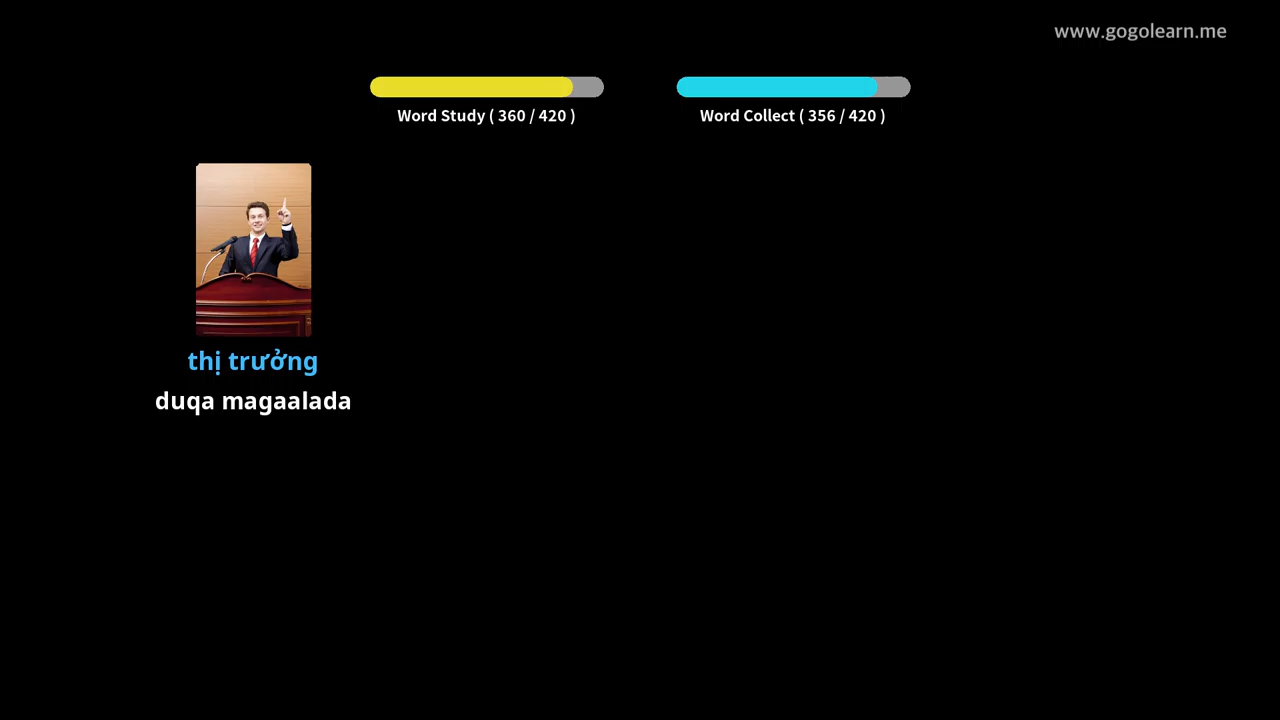 www.gogolearn.me
Word Study ( 360 / 420 )
Word Collect ( 356 / 420 )
thị trưởng
duqa magaalada